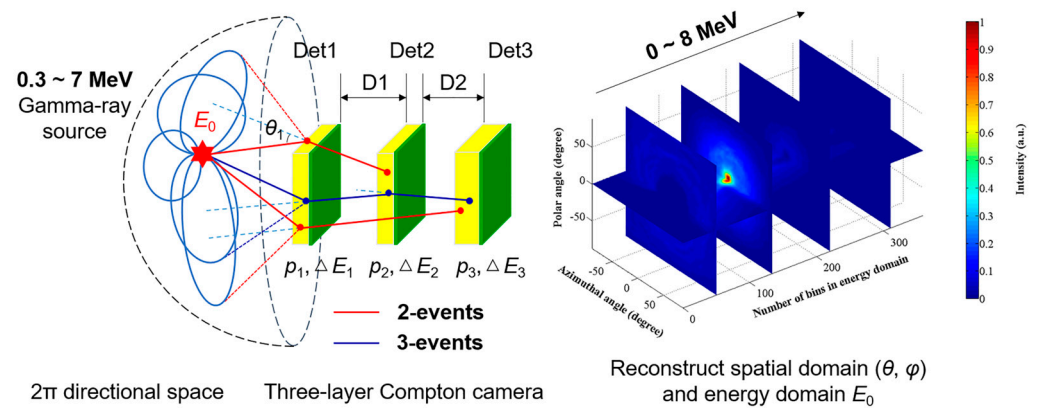 0.3 ~ 7 MeV
Gamma-ray
source
E₀
θ₁
Det1
Det2
Det3
D1
D2
p₁, △E₁
p₂, △E₂
p₃, △E₃
2-events
3-events
2π directional space
Three-layer Compton camera
0 ~ 8 MeV
Polar angle (degree)
50
0
-50
Azimuthal angle (degree)
-50
0
50
0
100
200
300
Number of bins in energy domain
1
0.9
0.8
0.7
0.6
0.5
0.4
0.3
0.2
0.1
0
Intensity (a.u.)
Reconstruct spatial domain (θ, φ)
and energy domain E₀